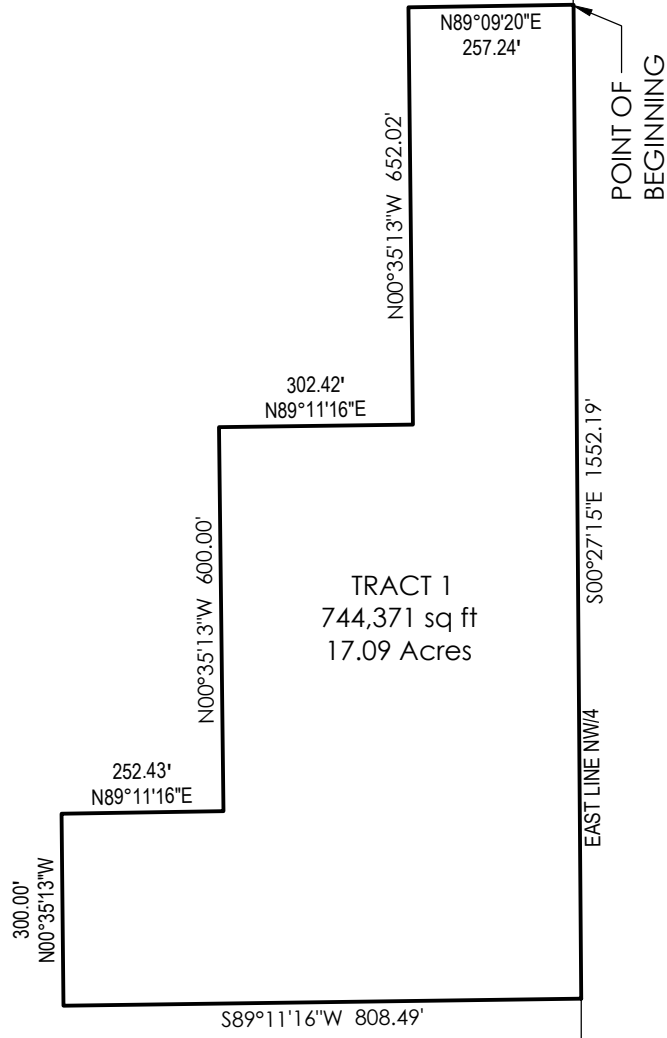 N89°09'20"E
257.24'
POINT OF
BEGINNING
N00°35'13"W 652.02'
302.42'
N89°11'16"E
S00°27'15"E 1552.19'
N00°35'13"W 600.00'
TRACT 1
744,371 sq ft
17.09 Acres
EAST LINE NW/4
252.43'
N89°11'16"E
300.00'
N00°35'13"W
S89°11'16"W 808.49'